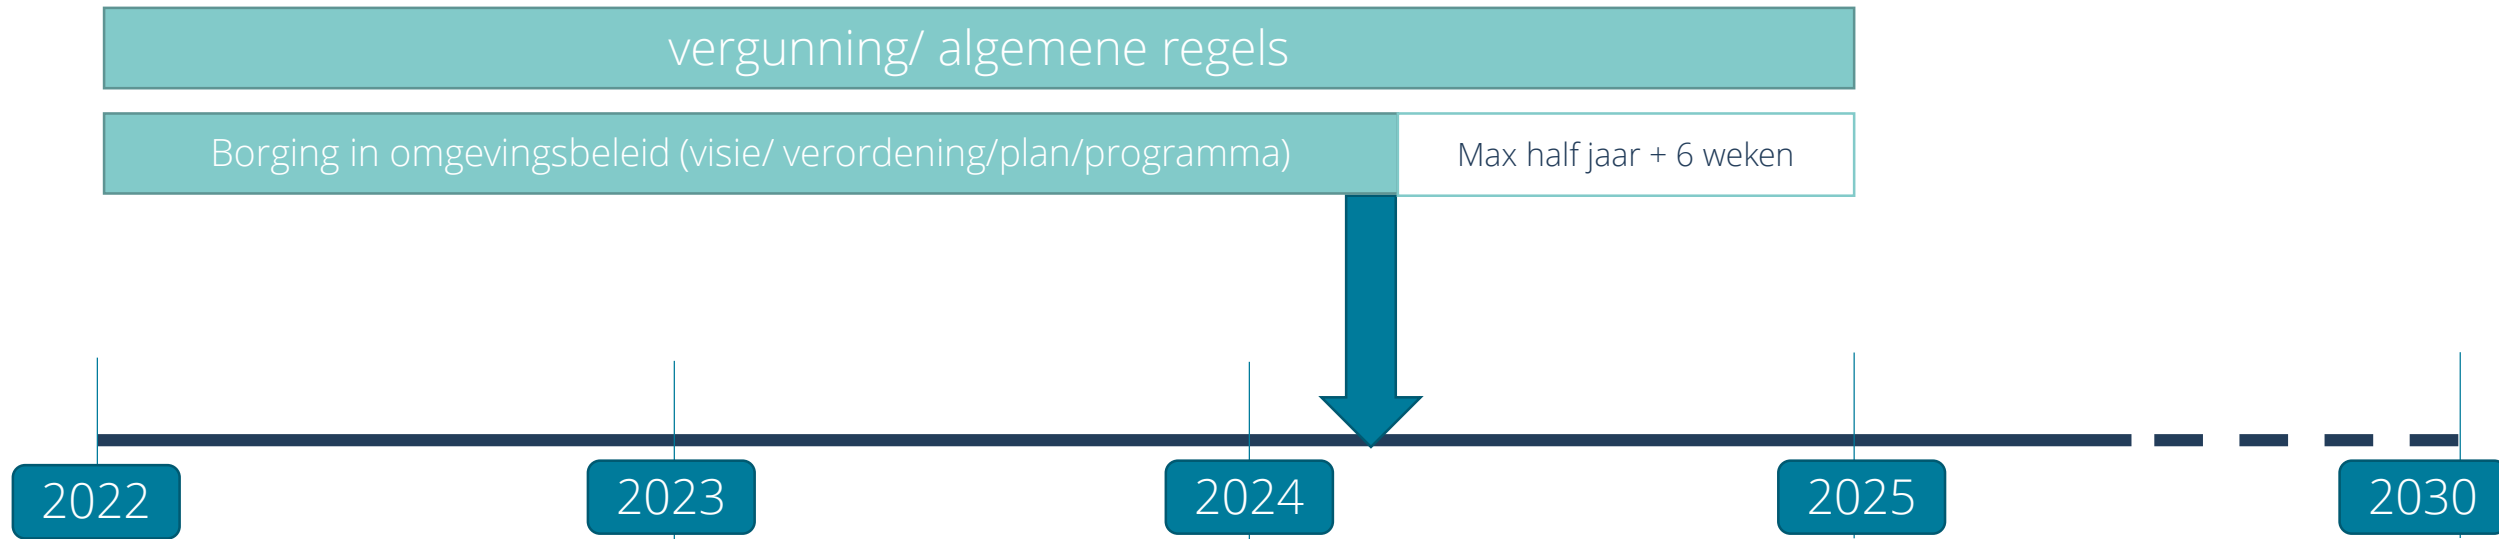 vergunning/ algemene regels
Borging in omgevingsbeleid (visie/ verordening/plan/programma)
Max half jaar + 6 weken
2022
2023
2024
2025
2030